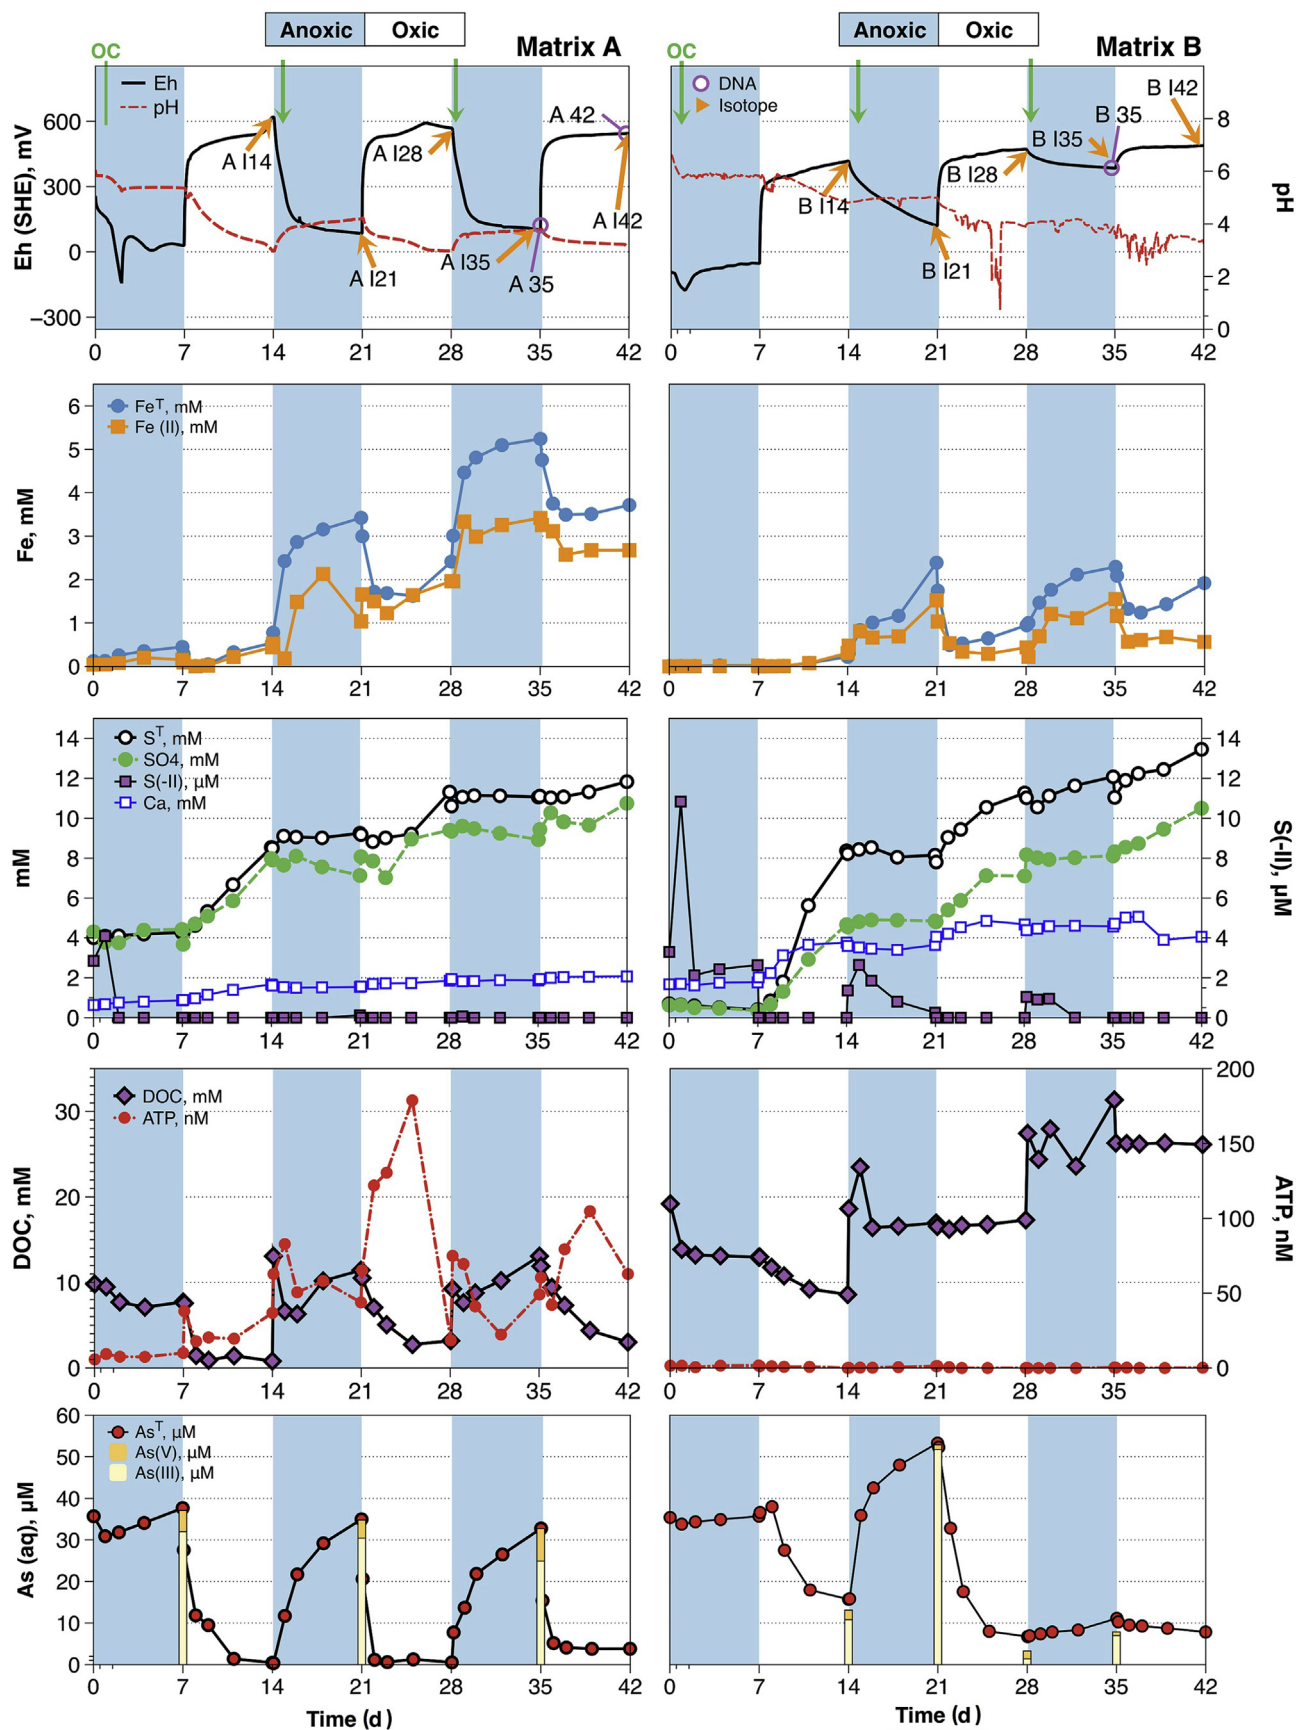 Anoxic Oxic Anoxic Oxic
OC Matrix A OC Matrix B
Eh
pH
DNA
Isotope
A 42
A I14
A I28
A I42
A I21
A I35
A 35
B I42
B 35
B I35
B I28
B I14
B I21
Eh (SHE), mV
600
300
0
−300
pH
8
6
4
2
0
0 7 14 21 28 35 42
0 7 14 21 28 35 42
Fe, mM
Feᵀ, mM
Fe (II), mM
6
5
4
3
2
1
0
0 7 14 21 28 35 42
0 7 14 21 28 35 42
mM
Sᵀ, mM
SO4, mM
S(-II), µM
Ca, mM
14
12
10
8
6
4
2
0
S(-II), µM
14
12
10
8
6
4
2
0
0 7 14 21 28 35 42
0 7 14 21 28 35 42
DOC, mM
DOC, mM
ATP, nM
30
20
10
0
ATP, nM
200
150
100
50
0
0 7 14 21 28 35 42
0 7 14 21 28 35
As (aq), µM
Asᵀ, µM
As(V), µM
As(III), µM
60
50
40
30
20
10
0
0 7 14 21 28 35 42
0 7 14 21 28 35 42
Time (d)
Time (d)